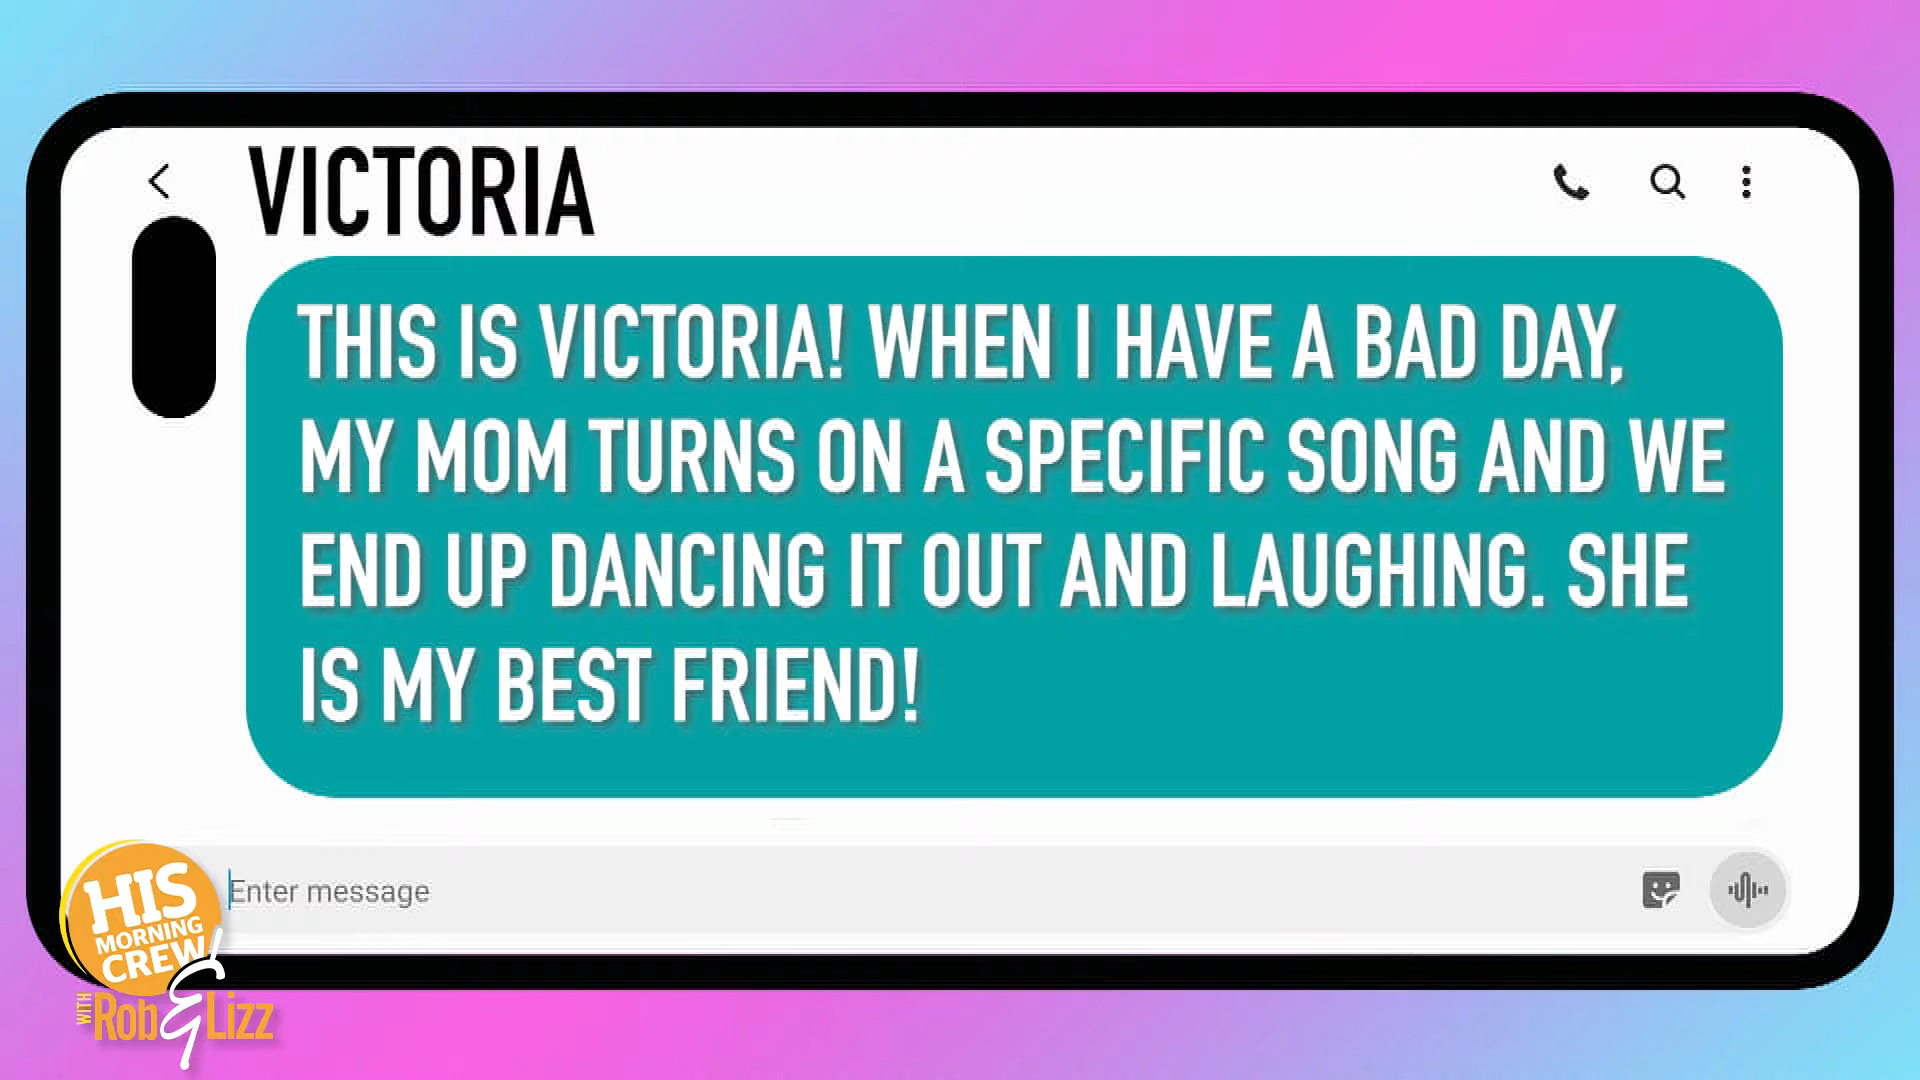 VICTORIA
THIS IS VICTORIA! WHEN I HAVE A BAD DAY,
MY MOM TURNS ON A SPECIFIC SONG AND WE
END UP DANCING IT OUT AND LAUGHING. SHE
IS MY BEST FRIEND!
Enter message
HIS
MORNING
CREW
WITH Rob & Lizz